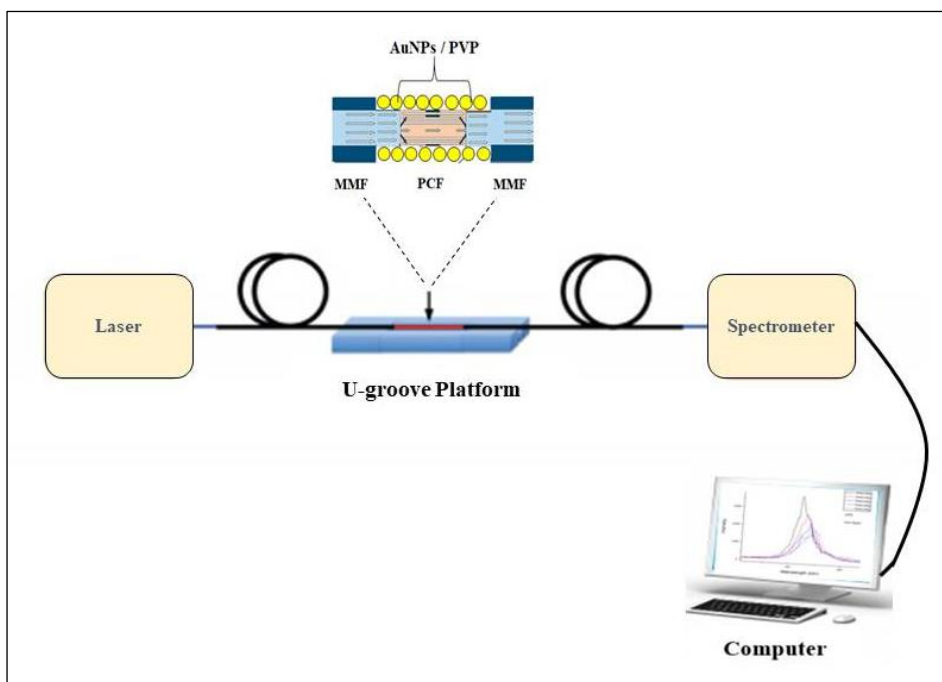 AuNPs / PVP
MMF
PCF
MMF
Laser
Spectrometer
U-groove Platform
Computer